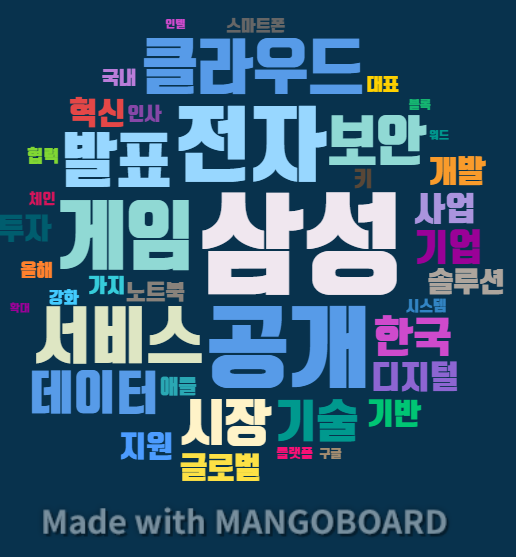 인텔 스마트폰
클라우드
국내 대표
혁신 인사 블록
전자 보안 워드
발표 협력 키 개발
체인 게임 삼성 사업
투자 기업
올해 가지 솔루션
강화 노트북
확대 서비스 공개 시스템
한국
데이터 애플 디지털
시장 기술 기반
지원 글로벌 플랫폼 구글
Made with MANGOBOARD